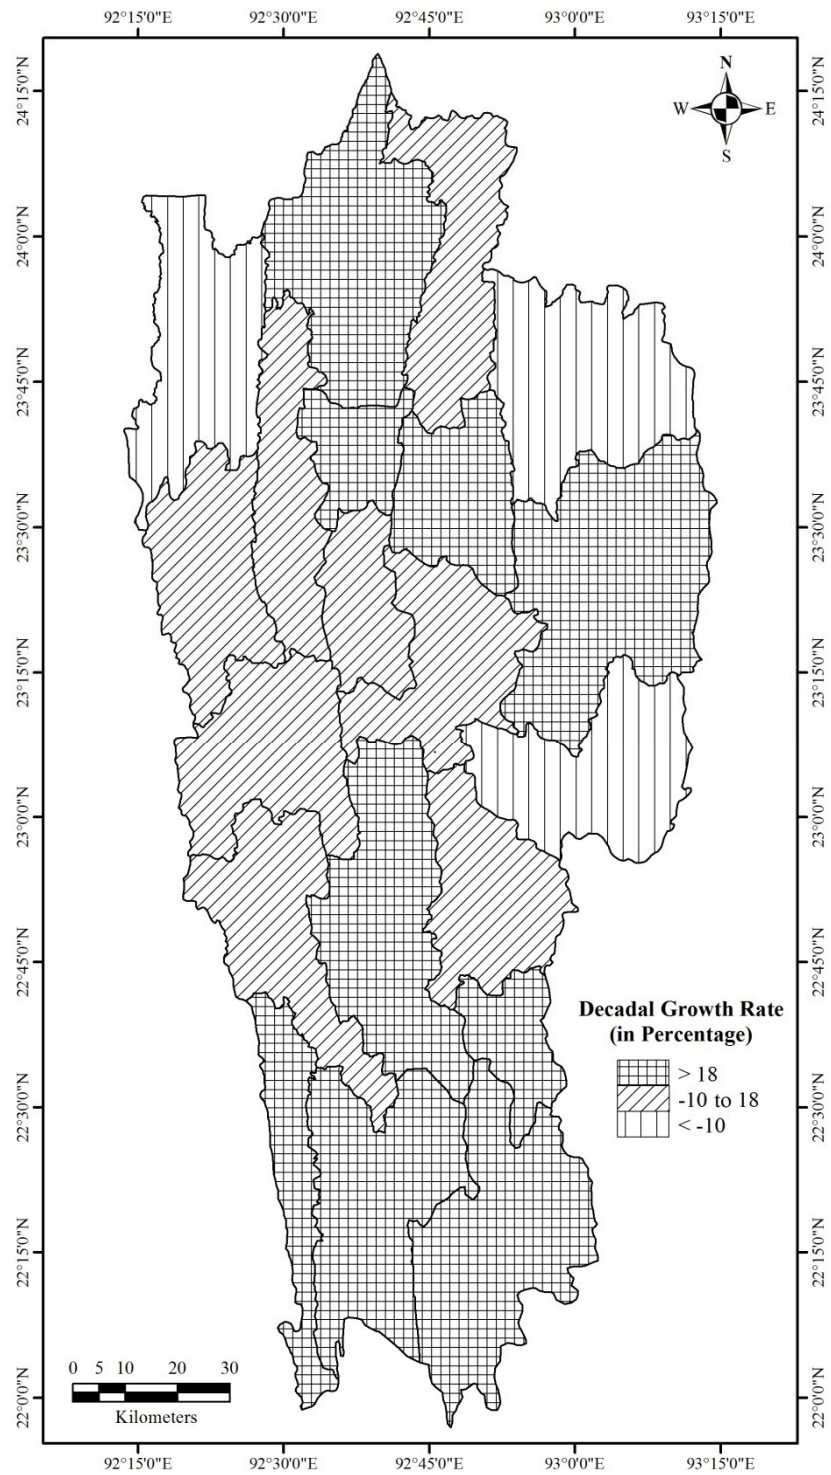 92°15'0"E 92°30'0"E 92°45'0"E 93°0'0"E 93°15'0"E
N
W E
S
24°15'0"N 24°15'0"N
24°0'0"N 24°0'0"N
23°45'0"N 23°45'0"N
23°30'0"N 23°30'0"N
23°15'0"N 23°15'0"N
23°0'0"N 23°0'0"N
22°45'0"N 22°45'0"N
Decadal Growth Rate
(in Percentage)
> 18
-10 to 18
< -10
22°30'0"N 22°30'0"N
22°15'0"N 22°15'0"N
0 5 10 20 30
Kilometers
22°0'0"N 22°0'0"N
92°15'0"E 92°30'0"E 92°45'0"E 93°0'0"E 93°15'0"E